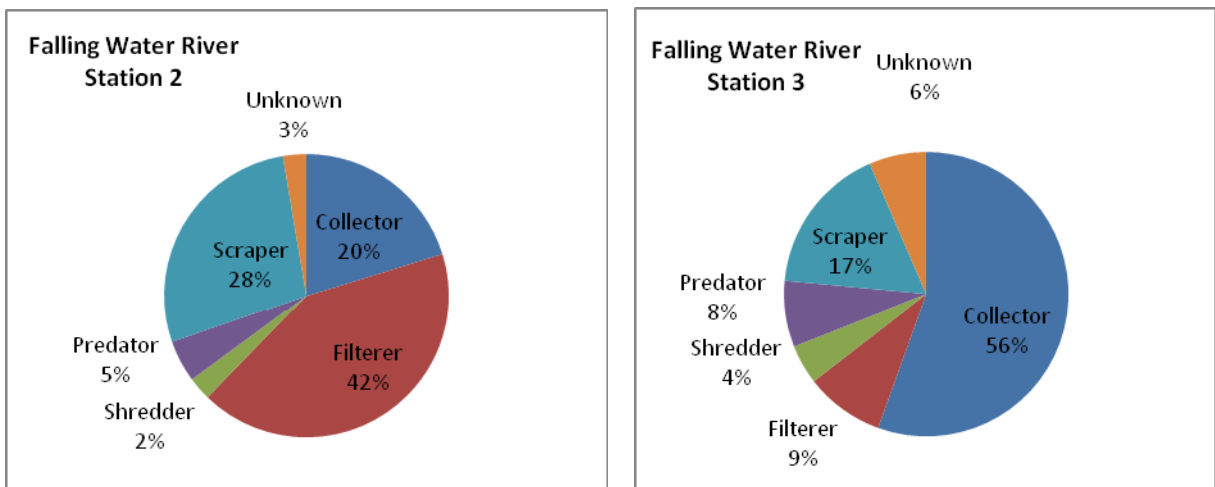 Falling Water River
Station 2
Unknown
3%
Collector
20%
Scraper
28%
Filterer
42%
Predator
5%
Shredder
2%
Falling Water River
Station 3
Unknown
6%
Scraper
17%
Predator
8%
Collector
56%
Shredder
4%
Filterer
9%